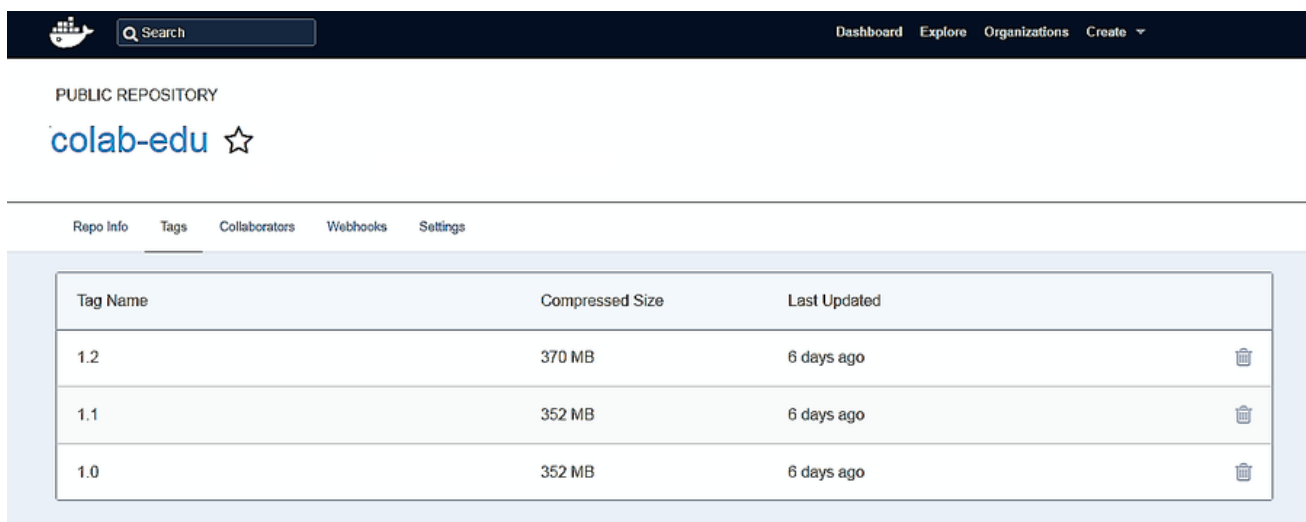 Search Dashboard Explore Organizations Create
PUBLIC REPOSITORY
colab-edu
Repo Info Tags Collaborators Webhooks Settings
Tag Name Compressed Size Last Updated
1.2 370 MB 6 days ago
1.1 352 MB 6 days ago
1.0 352 MB 6 days ago